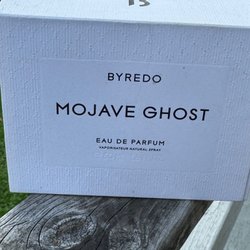 BYREDO
MOJAVE GHOST
EAU DE PARFUM
VAPORISATEUR NATURAL SPRAY